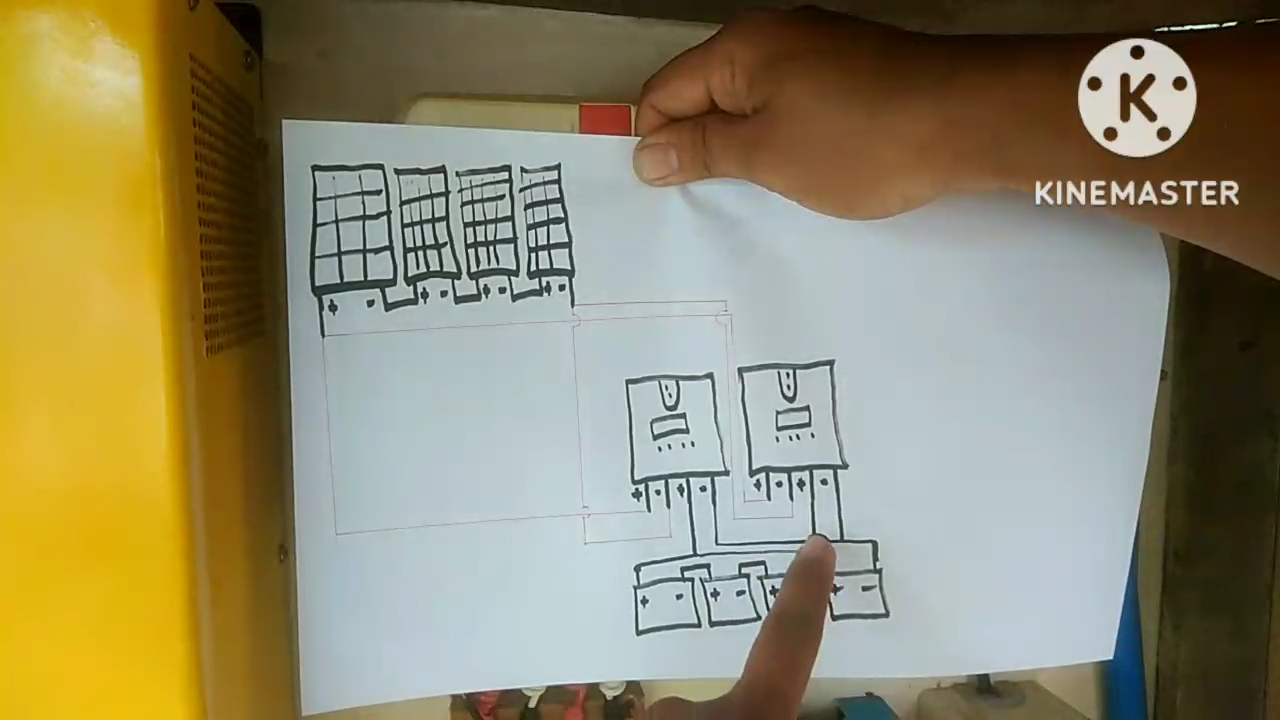 K
KINEMASTER
+ - + - + - + -
+ - + - + - + -
+ - + - + + -